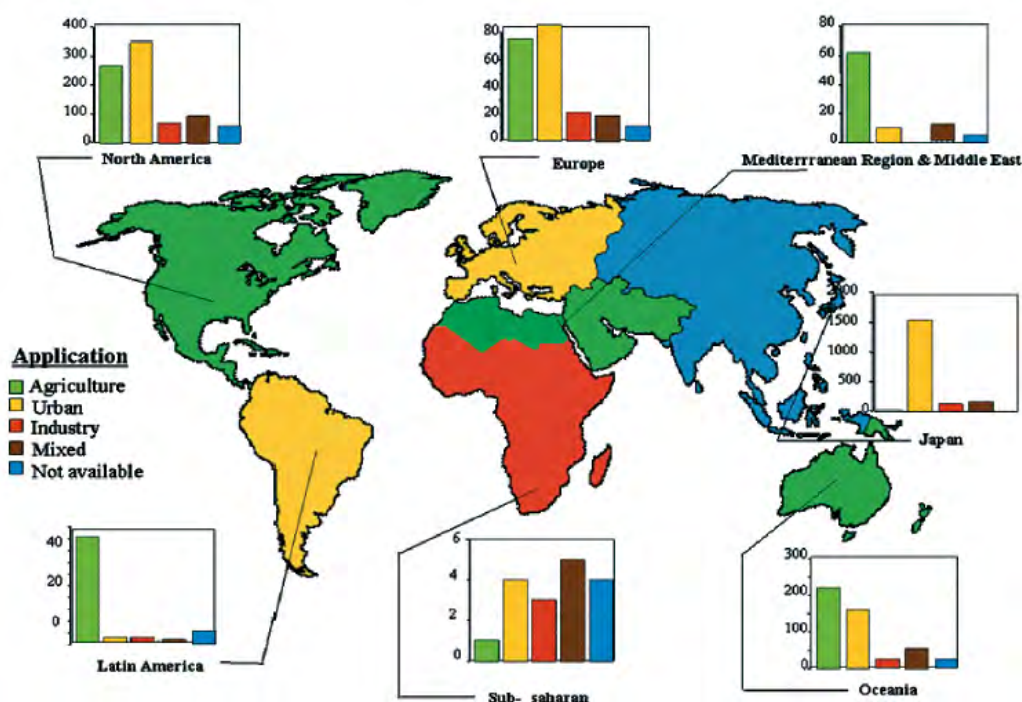 400
300
200
100
0
North America
80
60
40
20
0
Europe
80
60
40
20
0
Mediterrranean Region & Middle East
Application
Agriculture
Urban
Industry
Mixed
Not available
2000
1500
1000
500
0
Japan
40
20
0
Latin America
6
4
2
0
Sub- saharan
300
200
100
0
Oceania